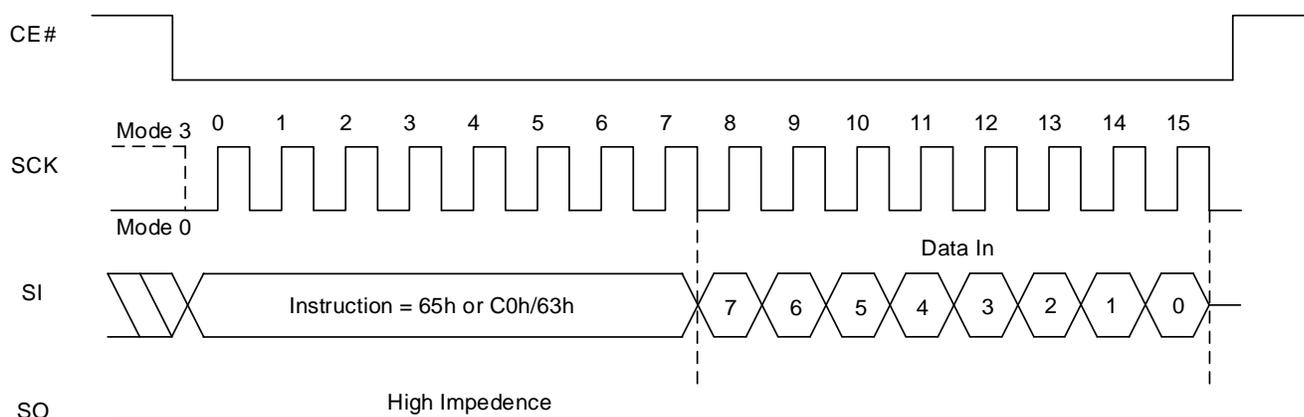 CE#
Mode 3 0 1 2 3 4 5 6 7 8 9 10 11 12 13 14 15
SCK
Mode 0
Data In
SI
Instruction = 65h or C0h/63h 7 6 5 4 3 2 1 0
High Impedence
SO